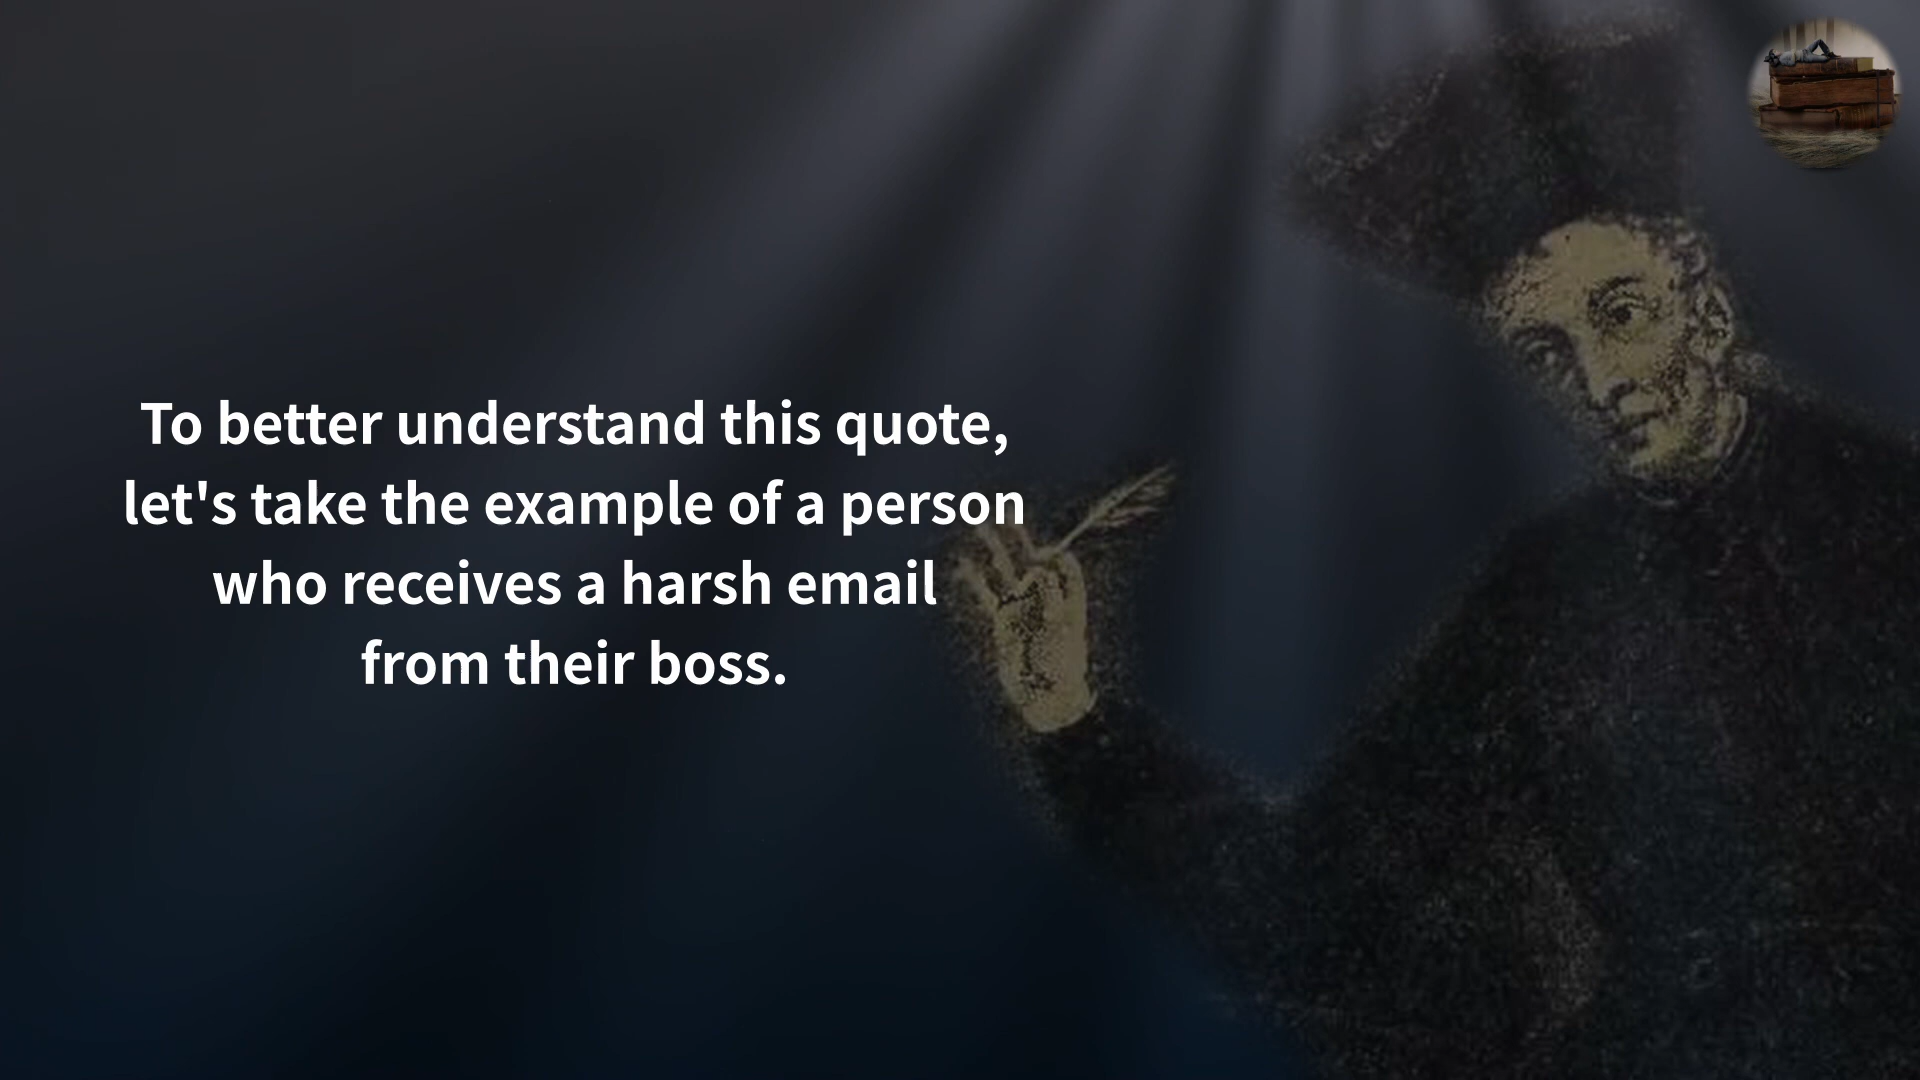 To better understand this quote,
let's take the example of a person
who receives a harsh email
from their boss.